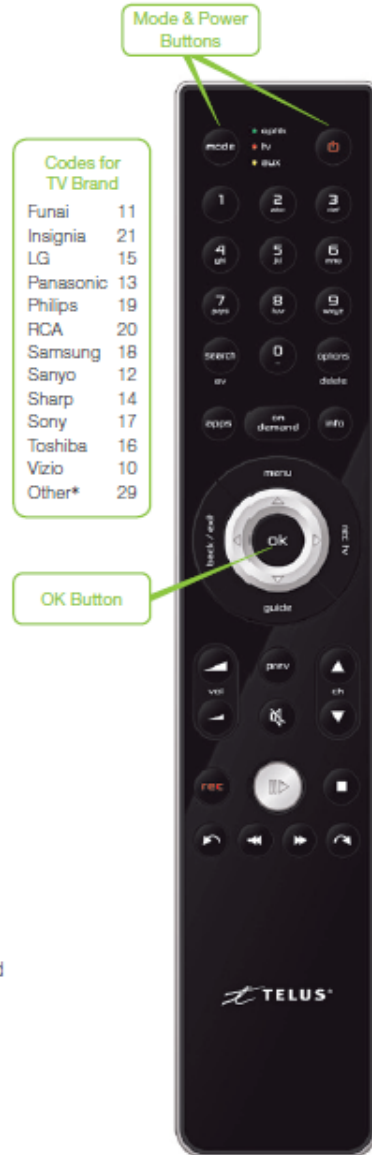 Mode & Power
Buttons
mode
optik
tv
aux
Codes for
TV Brand
Funai 11
Insignia 21
LG 15
Panasonic 13
Philips 19
RCA 20
Samsung 18
Sanyo 12
Sharp 14
Sony 17
Toshiba 16
Vizio 10
Other* 29
1 2 abc 3 def
4 ghi 5 jkl 6 mno
7 pqrs 8 tuv 9 wxyz
search 0 options
delete
apps on demand info
menu
back / exit
ok
rec tv
guide
OK Button
vol prev ch
rec
TELUS